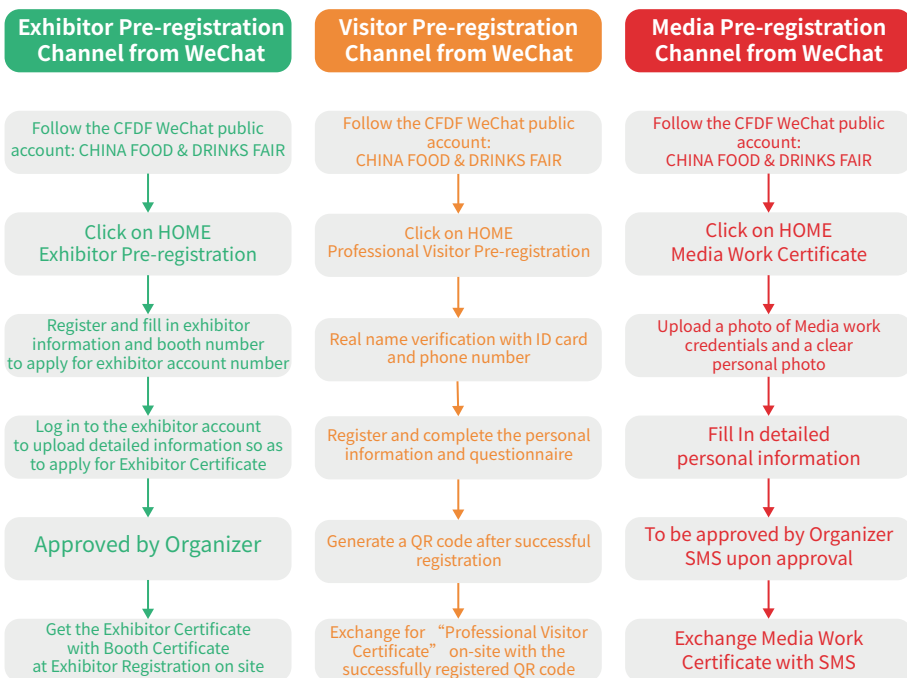 Exhibitor Pre-registration
Channel from WeChat
Follow the CFDF WeChat public
account: CHINA FOOD & DRINKS FAIR
Click on HOME
Exhibitor Pre-registration
Register and fill in exhibitor
information and booth number
to apply for exhibitor account number
Log in to the exhibitor account
to upload detailed information so as
to apply for Exhibitor Certificate
Approved by Organizer
Get the Exhibitor Certificate
with Booth Certificate
at Exhibitor Registration on site
Visitor Pre-registration
Channel from WeChat
Follow the CFDF WeChat public
account:
CHINA FOOD & DRINKS FAIR
Click on HOME
Professional Visitor Pre-registration
Real name verification with ID card
and phone number
Register and complete the personal
information and questionnaire
Generate a QR code after successful
registration
Exchange for “Professional Visitor
Certificate” on-site with the
successfully registered QR code
Media Pre-registration
Channel from WeChat
Follow the CFDF WeChat public
account:
CHINA FOOD & DRINKS FAIR
Click on HOME
Media Work Certificate
Upload a photo of Media work
credentials and a clear
personal photo
Fill In detailed
personal information
To be approved by Organizer
SMS upon approval
Exchange Media Work
Certificate with SMS